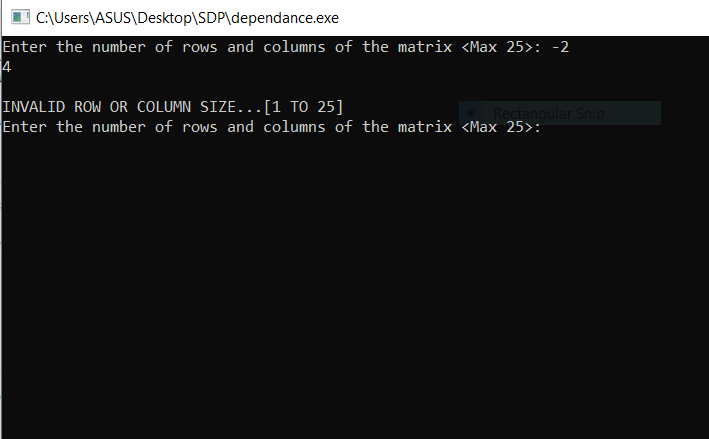 C:\Users\ASUS\Desktop\SDP\dependance.exe
Enter the number of rows and columns of the matrix <Max 25>: -2
4
INVALID ROW OR COLUMN SIZE...[1 TO 25]
Rectangular Snip
Enter the number of rows and columns of the matrix <Max 25>: